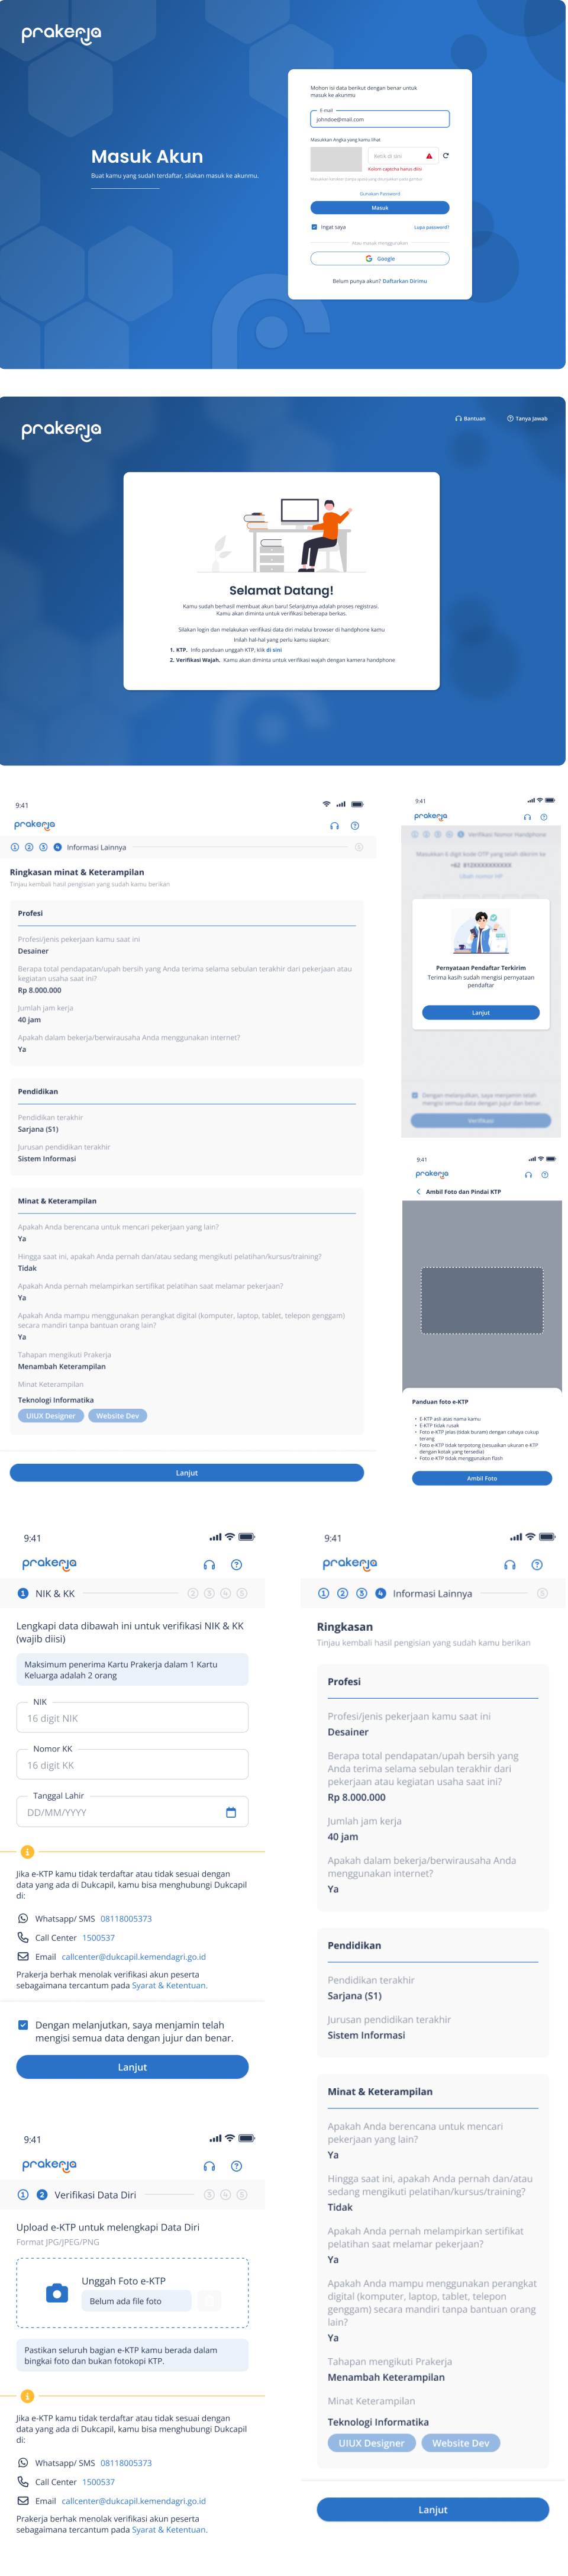 prakerja
Mohon isi data berikut dengan benar untuk
masuk ke akunmu
Masuk Akun
Buat kamu yang sudah terdaftar, silakan masuk ke akunmu.
E-mail
johndoe@mail.com
Masukkan Angka yang kamu lihat
Ketik di sini
Kolom captcha harus diisi
Gunakan Password
Masuk
Ingat saya
Lupa password?
Atau masuk menggunakan
Google
Belum punya akun? Daftarkan Dirimu
prakerja
Bantuan
Tanya Jawab
Selamat Datang!
Kamu sudah berhasil membuat akun baru! Selanjutnya adalah proses registrasi.
Kamu akan diminta untuk verifikasi beberapa berkas.
Silakan login dan melakukan verifikasi data diri melalui browser di handphone kamu
Inilah hal-hal yang perlu kamu siapkan:
1. KTP. Info panduan unggah KTP, klik di sini
2. Verifikasi Wajah. Kamu akan diminta untuk verifikasi wajah dengan kamera handphone
9:41
prakerja
1 2 3 4 Informasi Lainnya 5
Ringkasan minat & Keterampilan
Tinjau kembali hasil pengisian yang sudah kamu berikan
Profesi
Profesi/jenis pekerjaan kamu saat ini
Desainer
Berapa total pendapatan/upah bersih yang Anda terima selama sebulan terakhir dari pekerjaan atau
kegiatan usaha saat ini?
Rp 8.000.000
Jumlah jam kerja
40 jam
Apakah dalam bekerja/berwirausaha Anda menggunakan internet?
Ya
Pendidikan
Pendidikan terakhir
Sarjana (S1)
Jurusan pendidikan terakhir
Sistem Informasi
Minat & Keterampilan
Apakah Anda berencana untuk mencari pekerjaan yang lain?
Ya
Hingga saat ini, apakah Anda pernah dan/atau sedang mengikuti pelatihan/kursus/training?
Tidak
Apakah Anda pernah melampirkan sertifikat pelatihan saat melamar pekerjaan?
Ya
Apakah Anda mampu menggunakan perangkat digital (komputer, laptop, tablet, telepon genggam)
secara mandiri tanpa bantuan orang lain?
Ya
Tahapan mengikuti Prakerja
Menambah Keterampilan
Minat Keterampilan
Teknologi Informatika
UIUX Designer
Website Dev
Lanjut
9:41
prakerja
Verifikasi Nomor Handphone
Masukkan 6 digit kode OTP yang telah dikirim ke
+62 812XXXXXXXXXX
Ubah nomor HP
Pernyataan Pendaftar Terkirim
Terima kasih sudah mengisi pernyataan
pendaftar
Lanjut
Dengan melanjutkan, saya menjamin telah
mengisi semua data dengan jujur dan benar.
Verifikasi
9:41
prakerja
Ambil Foto dan Pindai KTP
Panduan foto e-KTP
• E-KTP asli atas nama kamu
• E-KTP tidak rusak
• Foto e-KTP jelas (tidak buram) dengan cahaya cukup
terang
• Foto e-KTP tidak terpotong (sesuaikan ukuran e-KTP
dengan kotak yang tersedia)
• Foto e-KTP tidak menggunakan flash
Ambil Foto
9:41
prakerja
1 NIK & KK 2 3 4 5
Lengkapi data dibawah ini untuk verifikasi NIK & KK
(wajib diisi)
Maksimum penerima Kartu Prakerja dalam 1 Kartu
Keluarga adalah 2 orang
NIK
16 digit NIK
Nomor KK
16 digit KK
Tanggal Lahir
DD/MM/YYYY
Jika e-KTP kamu tidak terdaftar atau tidak sesuai dengan
data yang ada di Dukcapil, kamu bisa menghubungi Dukcapil
di:
Whatsapp/ SMS 08118005373
Call Center 1500537
Email callcenter@dukcapil.kemendagri.go.id
Prakerja berhak menolak verifikasi akun peserta
sebagaimana tercantum pada Syarat & Ketentuan.
Dengan melanjutkan, saya menjamin telah
mengisi semua data dengan jujur dan benar.
Lanjut
9:41
prakerja
1 2 Verifikasi Data Diri 3 4 5
Upload e-KTP untuk melengkapi Data Diri
Format JPG/JPEG/PNG
Unggah Foto e-KTP
Belum ada file foto
Pastikan seluruh bagian e-KTP kamu berada dalam
bingkai foto dan bukan fotokopi KTP.
Jika e-KTP kamu tidak terdaftar atau tidak sesuai dengan
data yang ada di Dukcapil, kamu bisa menghubungi Dukcapil
di:
Whatsapp/ SMS 08118005373
Call Center 1500537
Email callcenter@dukcapil.kemendagri.go.id
Prakerja berhak menolak verifikasi akun peserta
sebagaimana tercantum pada Syarat & Ketentuan.
9:41
prakerja
1 2 3 4 Informasi Lainnya 5
Ringkasan
Tinjau kembali hasil pengisian yang sudah kamu berikan
Profesi
Profesi/jenis pekerjaan kamu saat ini
Desainer
Berapa total pendapatan/upah bersih yang
Anda terima selama sebulan terakhir dari
pekerjaan atau kegiatan usaha saat ini?
Rp 8.000.000
Jumlah jam kerja
40 jam
Apakah dalam bekerja/berwirausaha Anda
menggunakan internet?
Ya
Pendidikan
Pendidikan terakhir
Sarjana (S1)
Jurusan pendidikan terakhir
Sistem Informasi
Minat & Keterampilan
Apakah Anda berencana untuk mencari
pekerjaan yang lain?
Ya
Hingga saat ini, apakah Anda pernah dan/atau
sedang mengikuti pelatihan/kursus/training?
Tidak
Apakah Anda pernah melampirkan sertifikat
pelatihan saat melamar pekerjaan?
Ya
Apakah Anda mampu menggunakan perangkat
digital (komputer, laptop, tablet, telepon
genggam) secara mandiri tanpa bantuan orang
lain?
Ya
Tahapan mengikuti Prakerja
Menambah Keterampilan
Minat Keterampilan
Teknologi Informatika
UIUX Designer
Website Dev
Lanjut